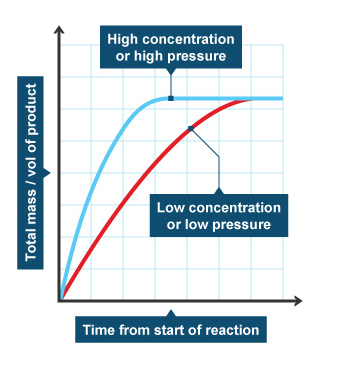 High concentration
or high pressure
Total mass / vol of product
Low concentration
or low pressure
Time from start of reaction